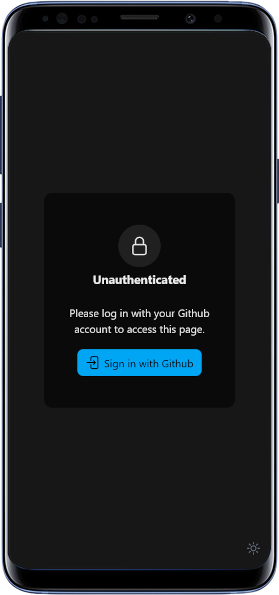 Unauthenticated
Please log in with your Github
account to access this page.
Sign in with Github